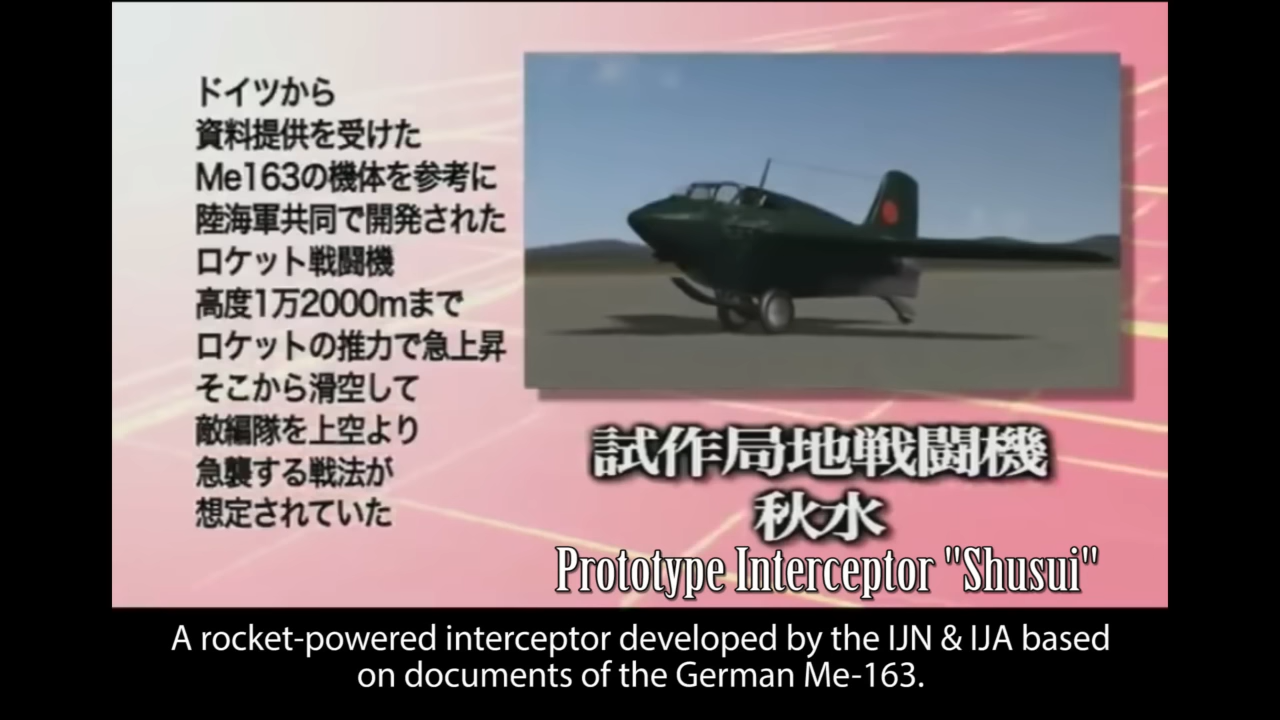 ドイツから
資料提供を受けた
Me163の機体を参考に
陸海軍共同で開発された
ロケット戦闘機
高度1万2000mまで
ロケットの推力で急上昇
そこから滑空して
敵編隊を上空より
急襲する戦法が
想定されていた
試作局地戦闘機
秋水
Prototype Interceptor "Shusui"
A rocket-powered interceptor developed by the IJN & IJA based
on documents of the German Me-163.